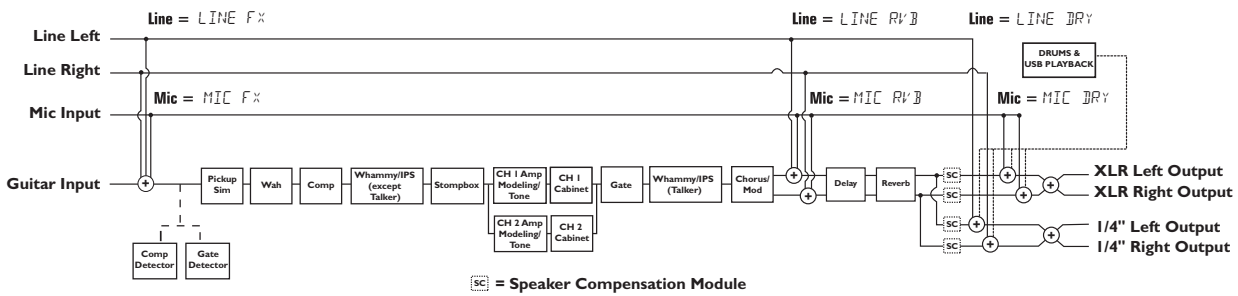 Line = LINE FX
Line = LINE RVB
Line = LINE DRY
Line Left
DRUMS &
USB PLAYBACK
Line Right
Mic = MIC FX
Mic = MIC RVB
Mic = MIC DRY
Mic Input
Guitar Input
+
Pickup
Sim
Wah
Comp
Whammy/IPS
(except
Talker)
Stompbox
CH 1 Amp
Modeling/
Tone
CH 1
Cabinet
CH 2 Amp
Modeling/
Tone
CH 2
Cabinet
Gate
Whammy/IPS
(Talker)
Chorus/
Mod
+
+
Delay
Reverb
SC
SC
SC
SC
+
+
+
+
+
+
XLR Left Output
XLR Right Output
1/4" Left Output
1/4" Right Output
Comp
Detector
Gate
Detector
SC = Speaker Compensation Module